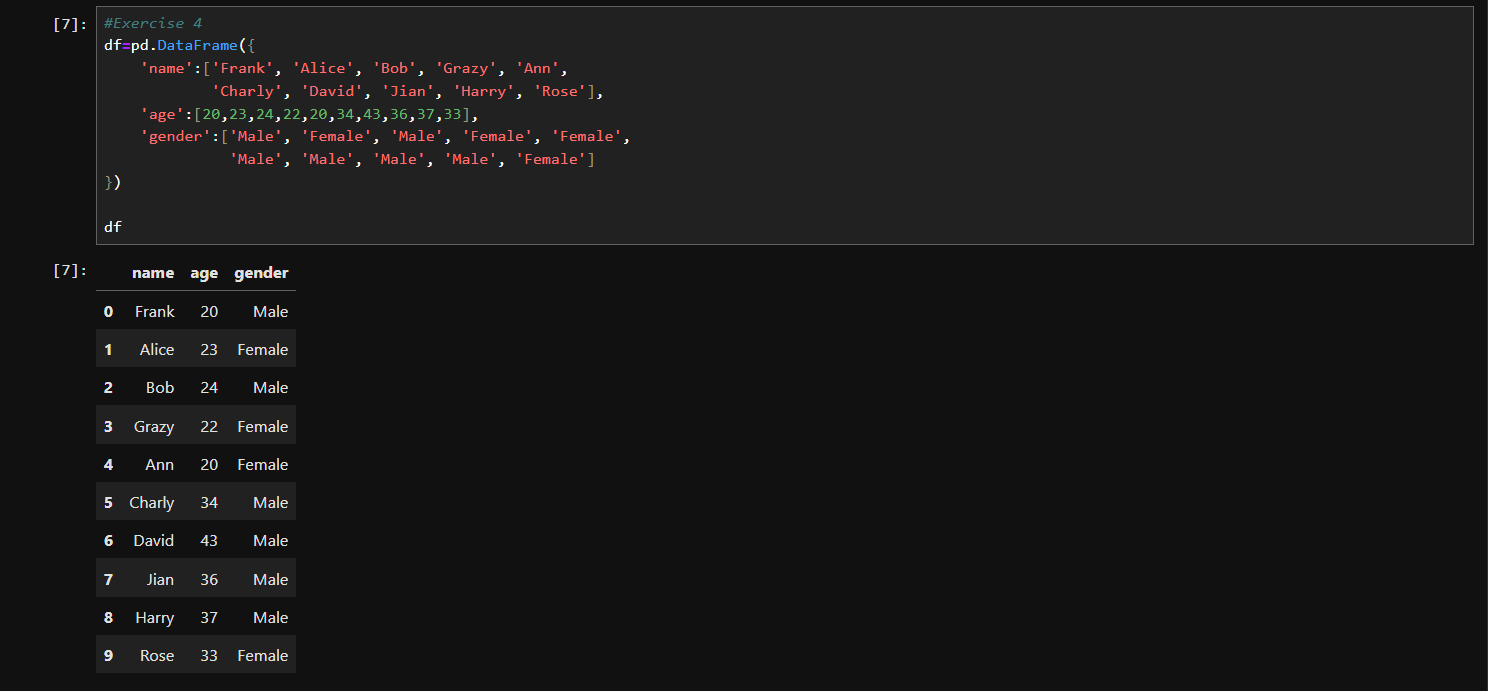 [7]: #Exercise 4
df=pd.DataFrame({
    'name':['Frank', 'Alice', 'Bob', 'Grazy', 'Ann',
            'Charly', 'David', 'Jian', 'Harry', 'Rose'],
    'age':[20,23,24,22,20,34,43,36,37,33],
    'gender':['Male', 'Female', 'Male', 'Female', 'Female',
              'Male', 'Male', 'Male', 'Male', 'Female']
})
df
[7]: name age gender
0 Frank 20 Male
1 Alice 23 Female
2 Bob 24 Male
3 Grazy 22 Female
4 Ann 20 Female
5 Charly 34 Male
6 David 43 Male
7 Jian 36 Male
8 Harry 37 Male
9 Rose 33 Female